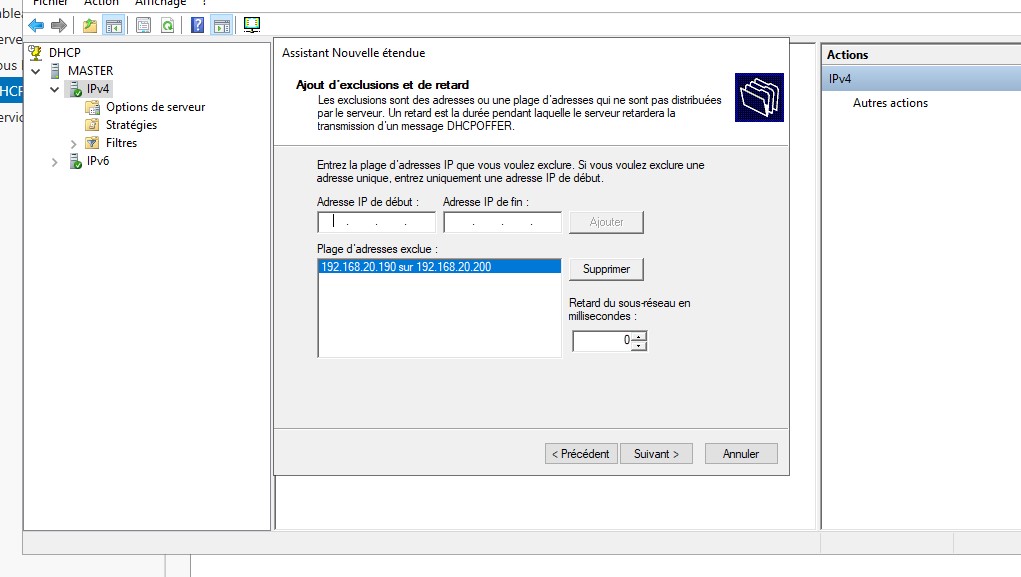 Fichier Action Affichage ?
DHCP
MASTER
IPv4
Options de serveur
Stratégies
Filtres
IPv6
Assistant Nouvelle étendue
Ajout d'exclusions et de retard
Les exclusions sont des adresses ou une plage d'adresses qui ne sont pas distribuées
par le serveur. Un retard est la durée pendant laquelle le serveur retardera la
transmission d'un message DHCPOFFER.
Entrez la plage d'adresses IP que vous voulez exclure. Si vous voulez exclure une
adresse unique, entrez uniquement une adresse IP de début.
Adresse IP de début : Adresse IP de fin :
Ajouter
Plage d'adresses exclue :
192.168.20.190 sur 192.168.20.200
Supprimer
Retard du sous-réseau en
millisecondes :
0
< Précédent Suivant > Annuler
Actions
IPv4
Autres actions